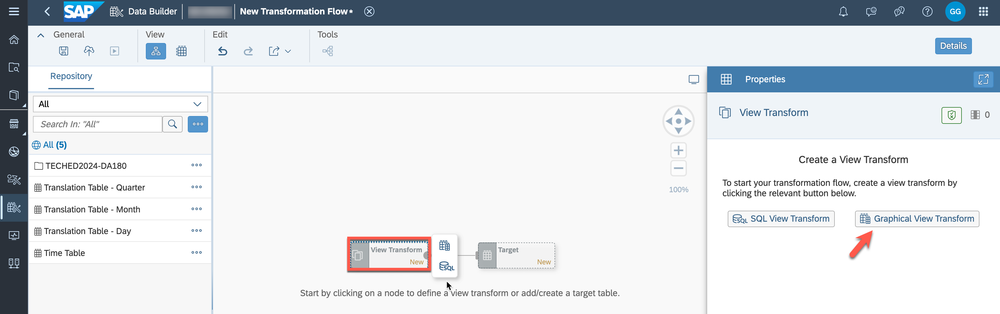 SAP Data Builder New Transformation Flow* GG
General View Edit Tools
Details
Repository
All
Search In: "All"
All (5)
TECHED2024-DA180
Translation Table - Quarter
Translation Table - Month
Translation Table - Day
Time Table
100%
View Transform
New
SQL
Target
New
Start by clicking on a node to define a view transform or add/create a target table.
Properties
View Transform 0
Create a View Transform
To start your transformation flow, create a view transform by
clicking the relevant button below.
SQL SQL View Transform Graphical View Transform